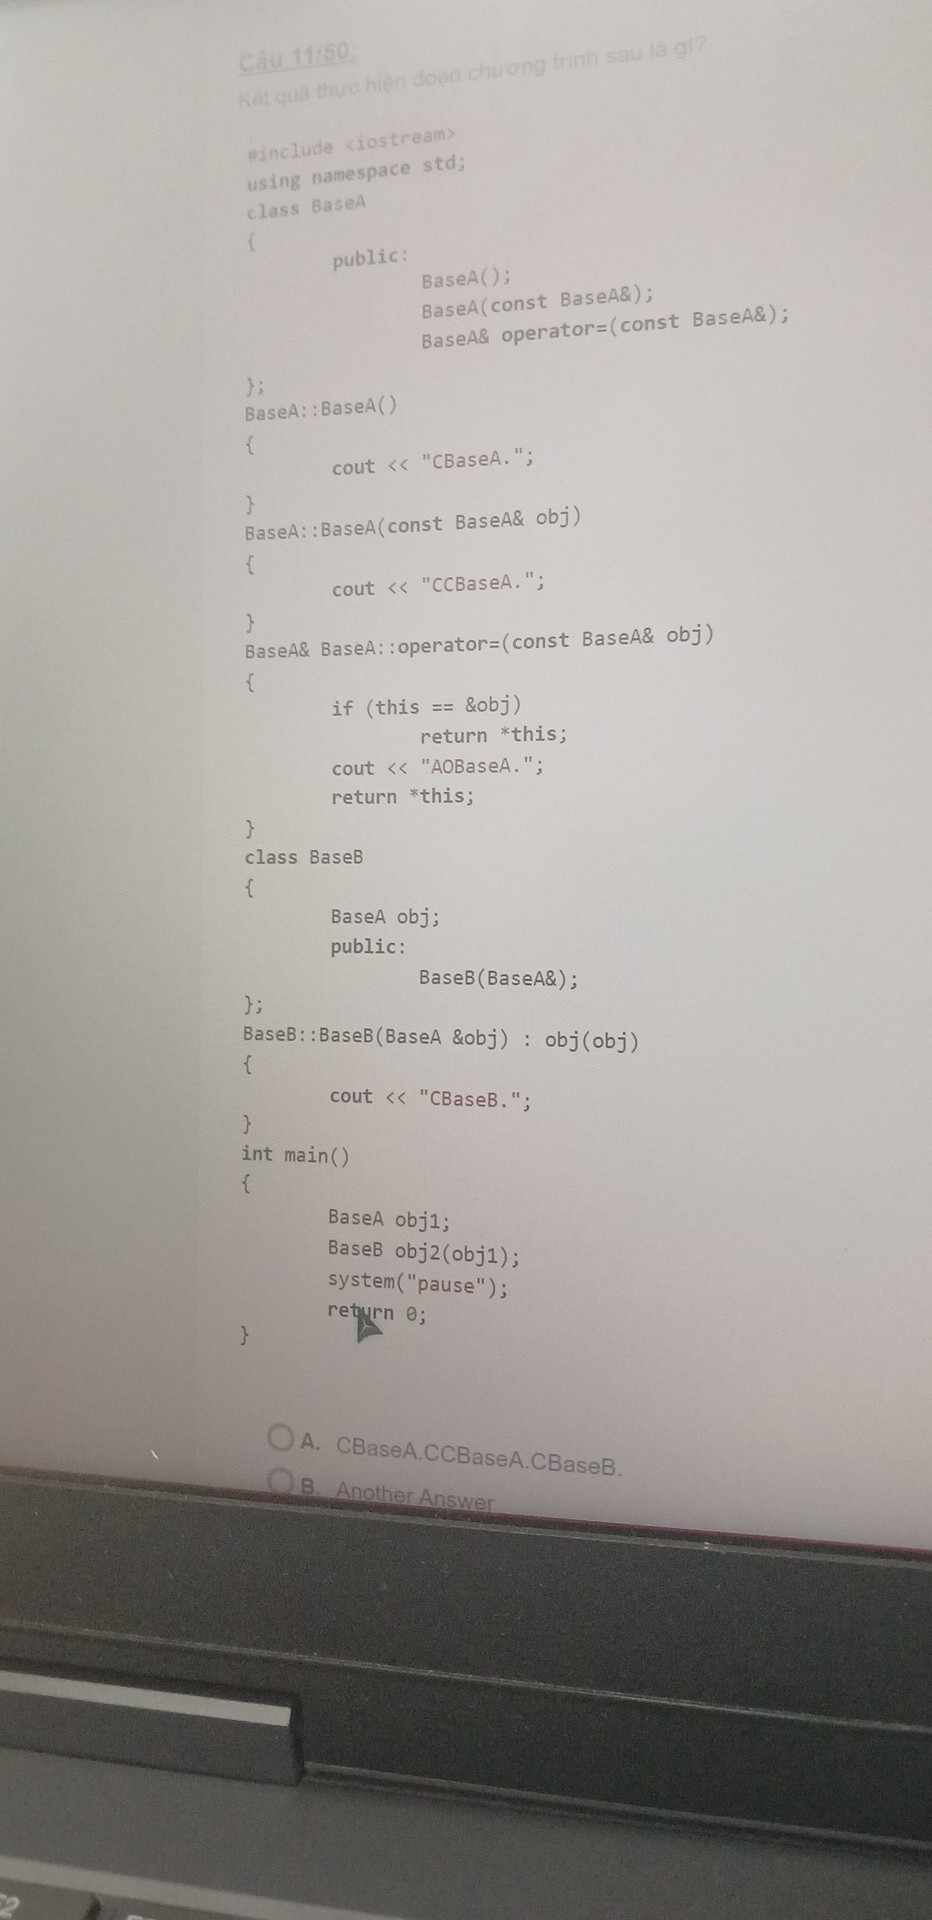 Câu 11/50:
Kết quả thực hiện đoạn chương trình sau là gì?
#include <iostream>
using namespace std;
class BaseA
{
public:
BaseA();
BaseA(const BaseA&);
BaseA& operator=(const BaseA&);
};
BaseA::BaseA()
{
cout << "CBaseA.";
}
BaseA::BaseA(const BaseA& obj)
{
cout << "CCBaseA.";
}
BaseA& BaseA::operator=(const BaseA& obj)
{
if (this == &obj)
return *this;
cout << "AOBaseA.";
return *this;
}
class BaseB
{
BaseA obj;
public:
BaseB(BaseA&);
};
BaseB::BaseB(BaseA &obj) : obj(obj)
{
cout << "CBaseB.";
}
int main()
{
BaseA obj1;
BaseB obj2(obj1);
system("pause");
return 0;
}
A. CBaseA.CCBaseA.CBaseB.
B. Another Answer